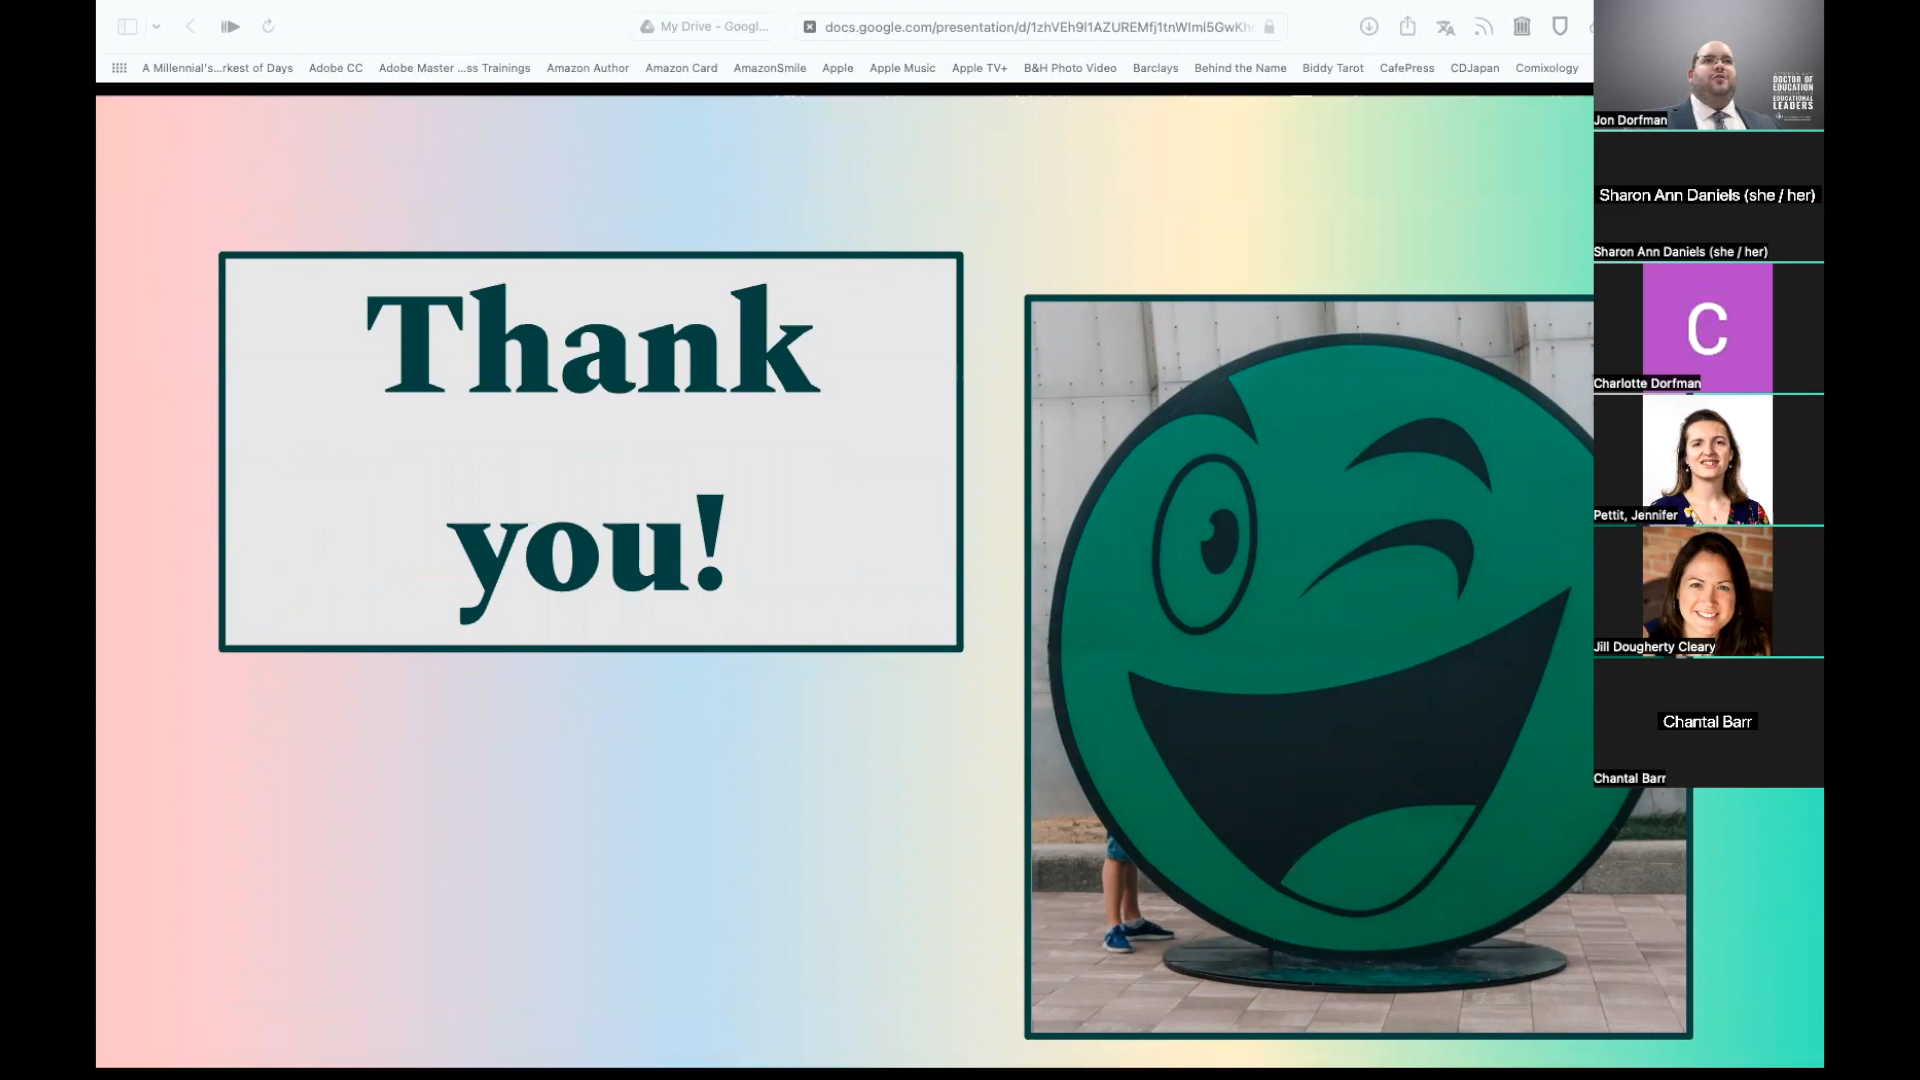 My Drive - Googl...
docs.google.com/presentation/d/1zhVEh9l1AZUREMfj1tnWIml5GwKh
A Millennial's...rkest of Days Adobe CC Adobe Master ...ss Trainings Amazon Author Amazon Card AmazonSmile Apple Apple Music Apple TV+ B&H Photo Video Barclays Behind the Name Biddy Tarot CafePress CDJapan Comixology
Thank
you!
DOCTOR OF
EDUCATION
EDUCATIONAL
LEADERS
Jon Dorfman
Sharon Ann Daniels (she / her)
Sharon Ann Daniels (she / her)
C
Charlotte Dorfman
Pettit, Jennifer
Jill Dougherty Cleary
Chantal Barr
Chantal Barr